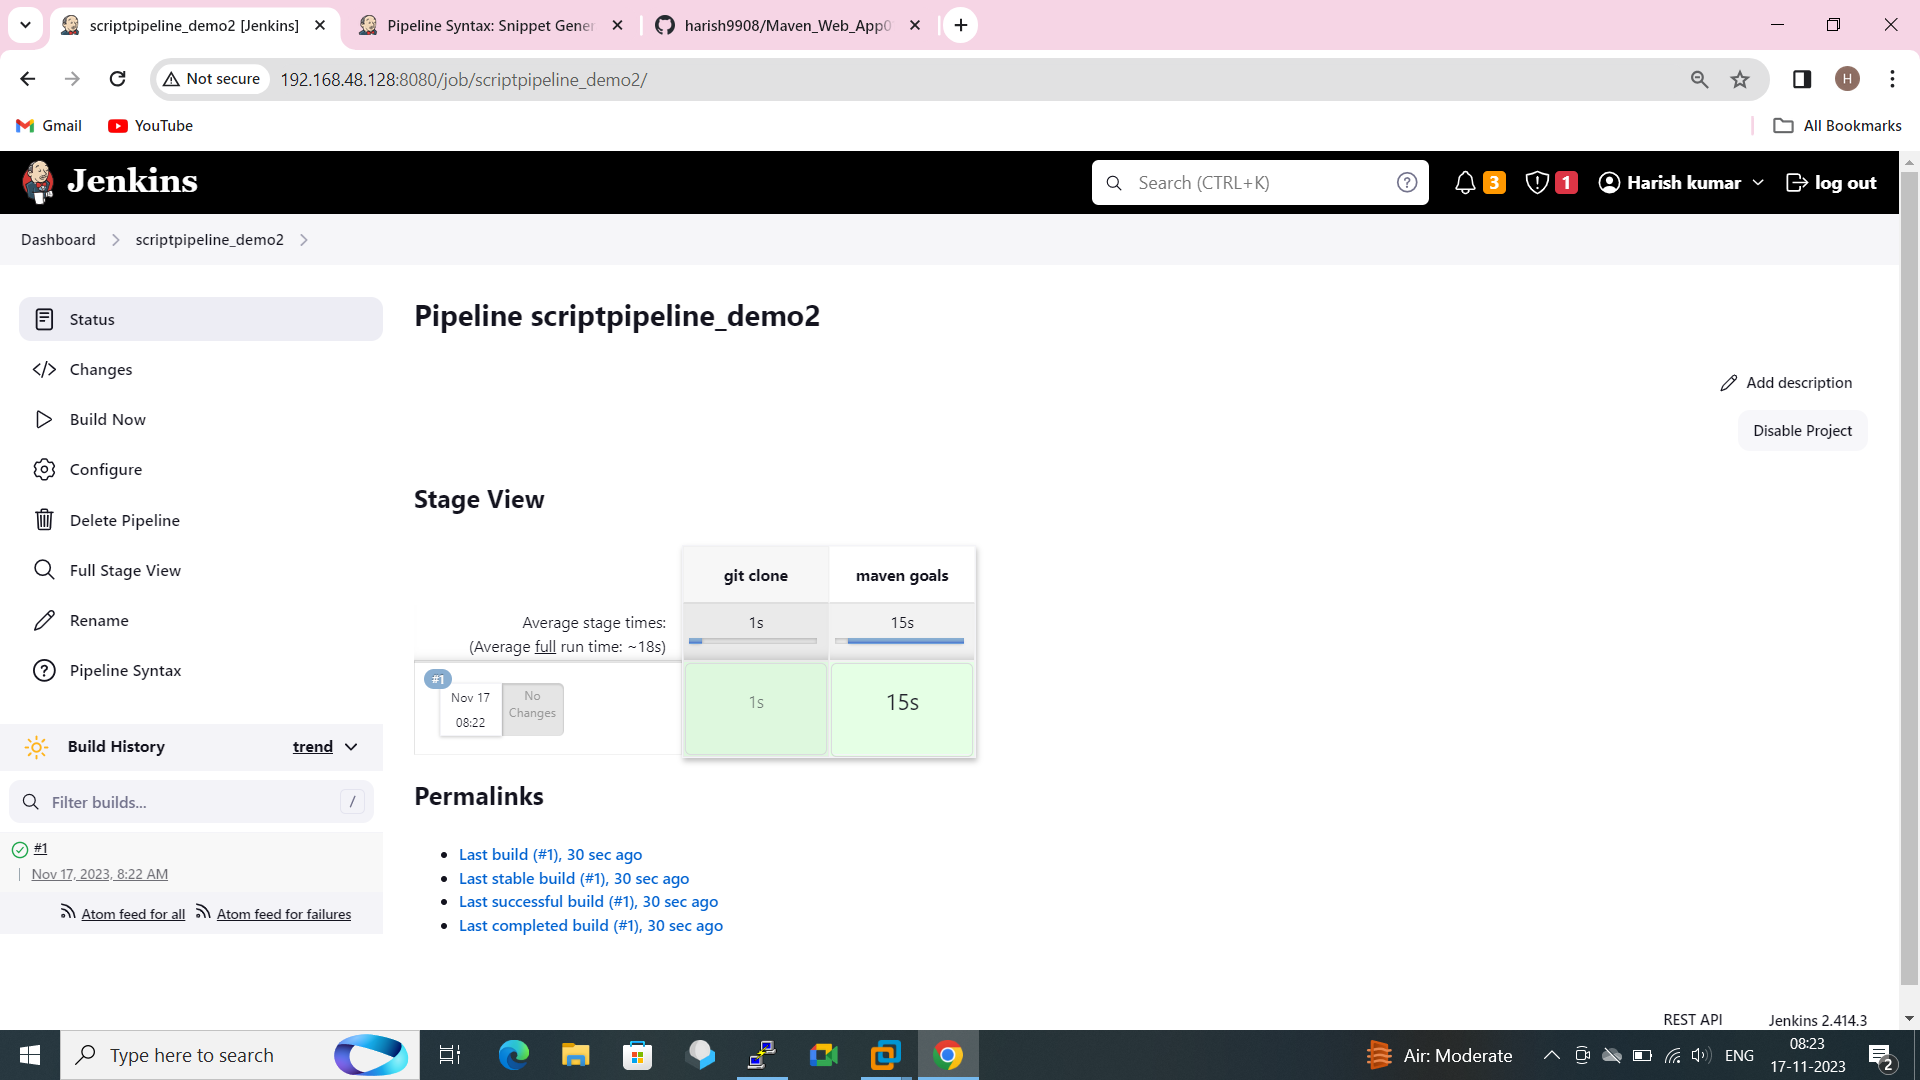 scriptpipeline_demo2 [Jenkins]
Pipeline Syntax: Snippet Gener
harish9908/Maven_Web_App0
Not secure
192.168.48.128:8080/job/scriptpipeline_demo2/
H
Gmail
YouTube
All Bookmarks
Jenkins
Search (CTRL+K)
3
1
Harish kumar
log out
Dashboard
scriptpipeline_demo2
Status
Changes
Build Now
Configure
Delete Pipeline
Full Stage View
Rename
Pipeline Syntax
Build History
trend
Filter builds...
/
#1
Nov 17, 2023, 8:22 AM
Atom feed for all
Atom feed for failures
Pipeline scriptpipeline_demo2
Add description
Disable Project
Stage View
git clone
maven goals
Average stage times:
1s
15s
(Average full run time: ~18s)
#1
Nov 17
08:22
No
Changes
1s
15s
Permalinks
Last build (#1), 30 sec ago
Last stable build (#1), 30 sec ago
Last successful build (#1), 30 sec ago
Last completed build (#1), 30 sec ago
REST API
Jenkins 2.414.3
Type here to search
Air: Moderate
ENG
08:23
17-11-2023
2